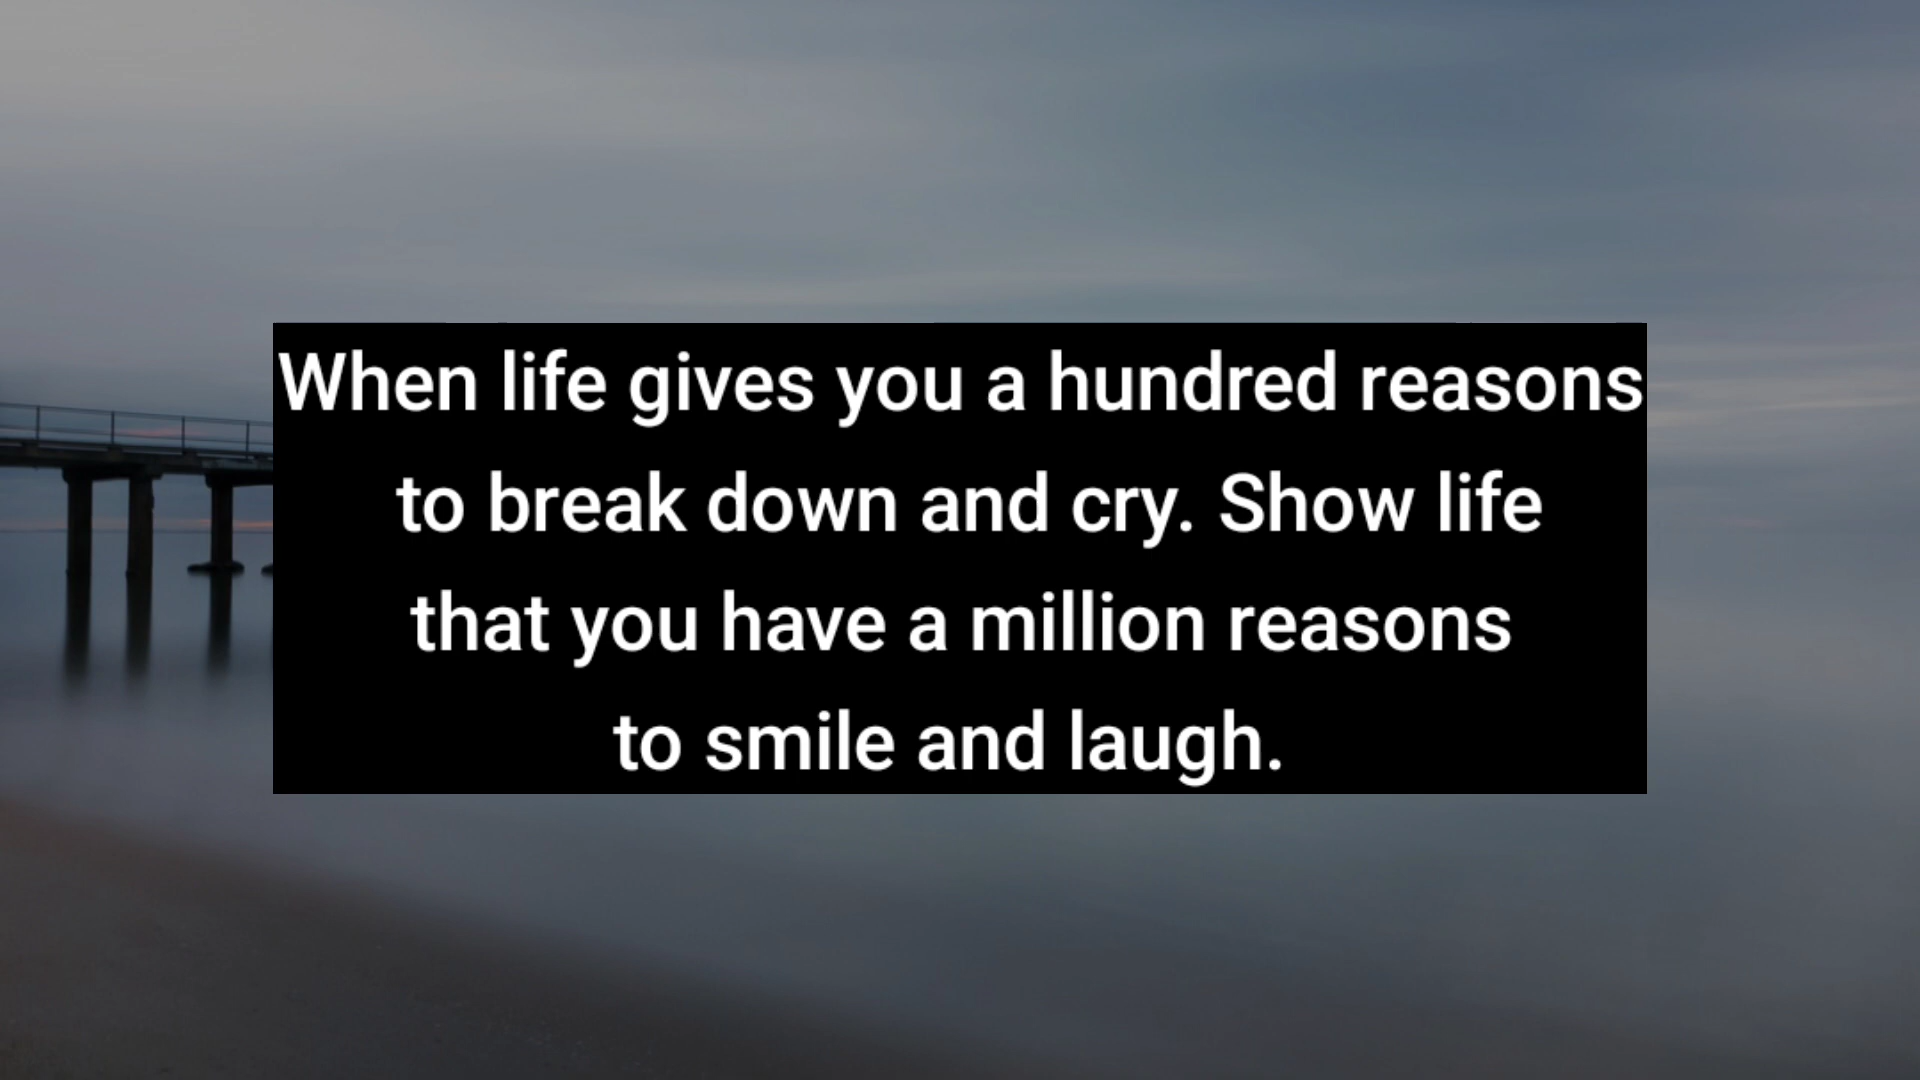 When life gives you a hundred reasons
to break down and cry. Show life
that you have a million reasons
to smile and laugh.